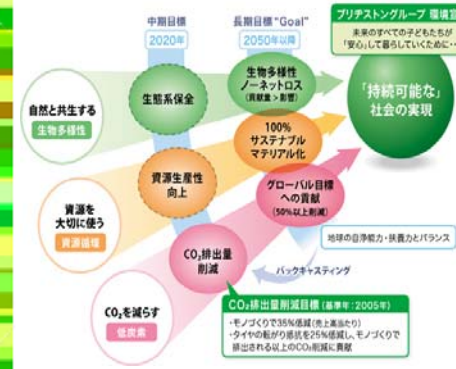 中期目標
2020年
長期目標“Goal”
2050年以降
ブリヂストングループ 環境宣
未来のすべての子どもたちが
「安心」して暮らしていくために・・
「持続可能な」
社会の実現
自然と共生する
生物多様性
生態系保全
生物多様性
ノーネットロス
(貢献量＞影響)
資源を
大切に使う
資源循環
資源生産性
向上
100%
サステナブル
マテリアル化
CO₂を減らす
低炭素
CO₂排出量
削減
グローバル目標
への貢献
(50%以上削減)
地球の自浄能力・扶養力とバランス
バックキャスティング
CO₂排出量削減目標（基準年：2005年）
・モノづくりで35%低減(売上高当たり)
・タイヤの転がり抵抗を25%低減し、モノづくりで
排出される以上のCO₂削減に貢献